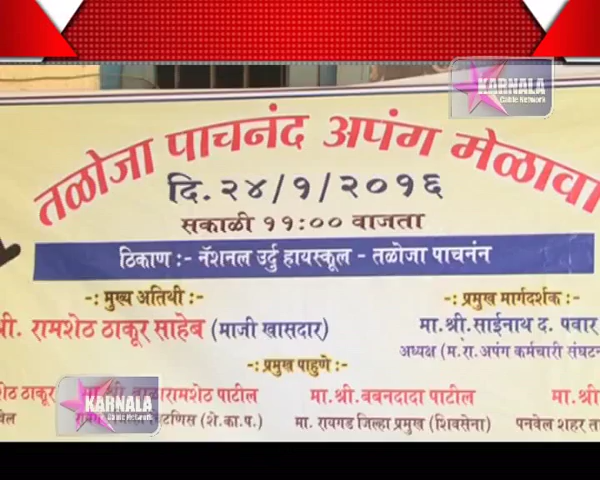 KARNALA
Cable Network
तळोजा पाचनंद अपंग मेळावा
दि. २४/१/२०१६
सकाळी ११:०० वाजता
ठिकाण :- नॅशनल उर्दु हायस्कूल - तळोजा पाचनंन
-: मुख्य अतिथी :-
-: प्रमुख मार्गदर्शक :-
श्री. रामशेठ ठाकूर साहेब (माजी खासदार)
मा.श्री.साईनाथ द. पवार
अध्यक्ष (म.रा.अपंग कर्मचारी संघटन
-: प्रमुख पाहुणे :-
ठाकूर
श्री पाटील
मा.श्री.बबनदादा पाटील
मा.
(शे.का.प.)
मा. रायगड जिल्हा प्रमुख (शिवसेना)
पनवेल शहर
KARNALA
Cable Network